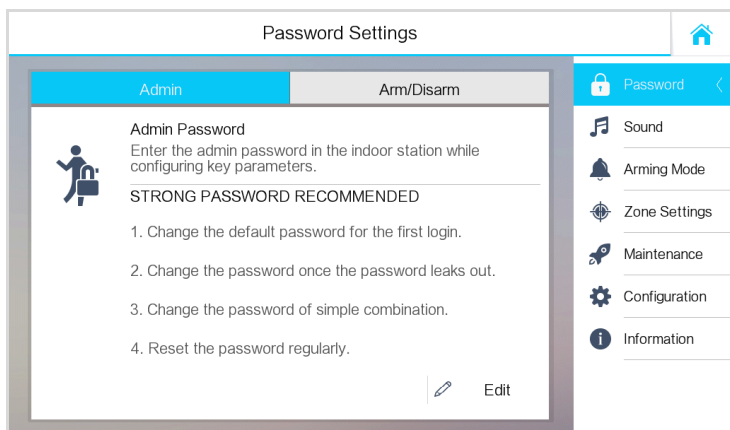 Password Settings
Admin
Arm/Disarm
Admin Password
Enter the admin password in the indoor station while
configuring key parameters.
STRONG PASSWORD RECOMMENDED
1. Change the default password for the first login.
2. Change the password once the password leaks out.
3. Change the password of simple combination.
4. Reset the password regularly.
Edit
Password
Sound
Arming Mode
Zone Settings
Maintenance
Configuration
Information